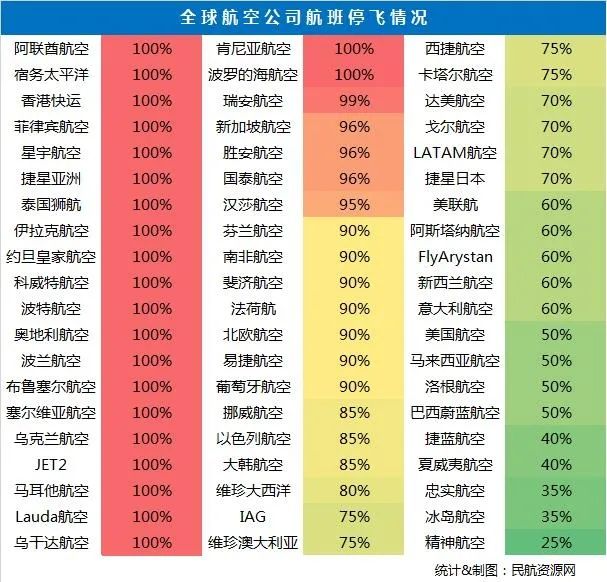 全球航空公司航班停飞情况
阿联酋航空 100% 肯尼亚航空 100% 西捷航空 75%
宿务太平洋 100% 波罗的海航空 100% 卡塔尔航空 75%
香港快运 100% 瑞安航空 99% 达美航空 70%
菲律宾航空 100% 新加坡航空 96% 戈尔航空 70%
星宇航空 100% 胜安航空 96% LATAM航空 70%
捷星亚洲 100% 国泰航空 96% 捷星日本 70%
泰国狮航 100% 汉莎航空 95% 美联航 60%
伊拉克航空 100% 芬兰航空 90% 阿斯塔纳航空 60%
约旦皇家航空 100% 南非航空 90% FlyArystan 60%
科威特航空 100% 斐济航空 90% 新西兰航空 60%
波特航空 100% 法荷航 90% 意大利航空 60%
奥地利航空 100% 北欧航空 90% 美国航空 50%
波兰航空 100% 易捷航空 90% 马来西亚航空 50%
布鲁塞尔航空 100% 葡萄牙航空 90% 洛根航空 50%
塞尔维亚航空 100% 挪威航空 85% 巴西蔚蓝航空 50%
乌克兰航空 100% 以色列航空 85% 捷蓝航空 40%
JET2 100% 大韩航空 85% 夏威夷航空 40%
马耳他航空 100% 维珍大西洋 80% 忠实航空 35%
Lauda航空 100% IAG 75% 冰岛航空 35%
乌干达航空 100% 维珍澳大利亚 75% 精神航空 25%
统计&制图：民航资源网